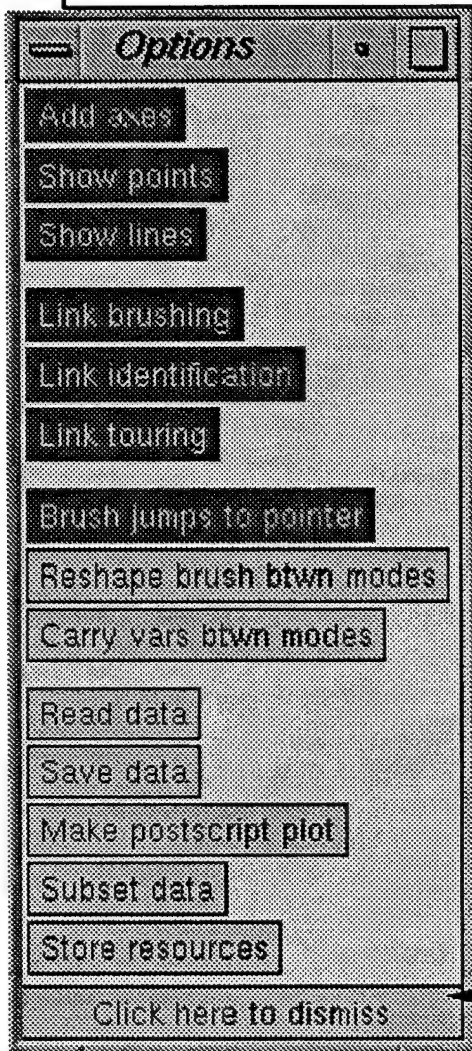 Options
Add axes
Show points
Show lines
Link brushing
Link identification
Link touring
Brush jumps to pointer
Reshape brush btwn modes
Carry vars btwn modes
Read data
Save data
Make postscript plot
Subset data
Store resources
Click here to dismiss